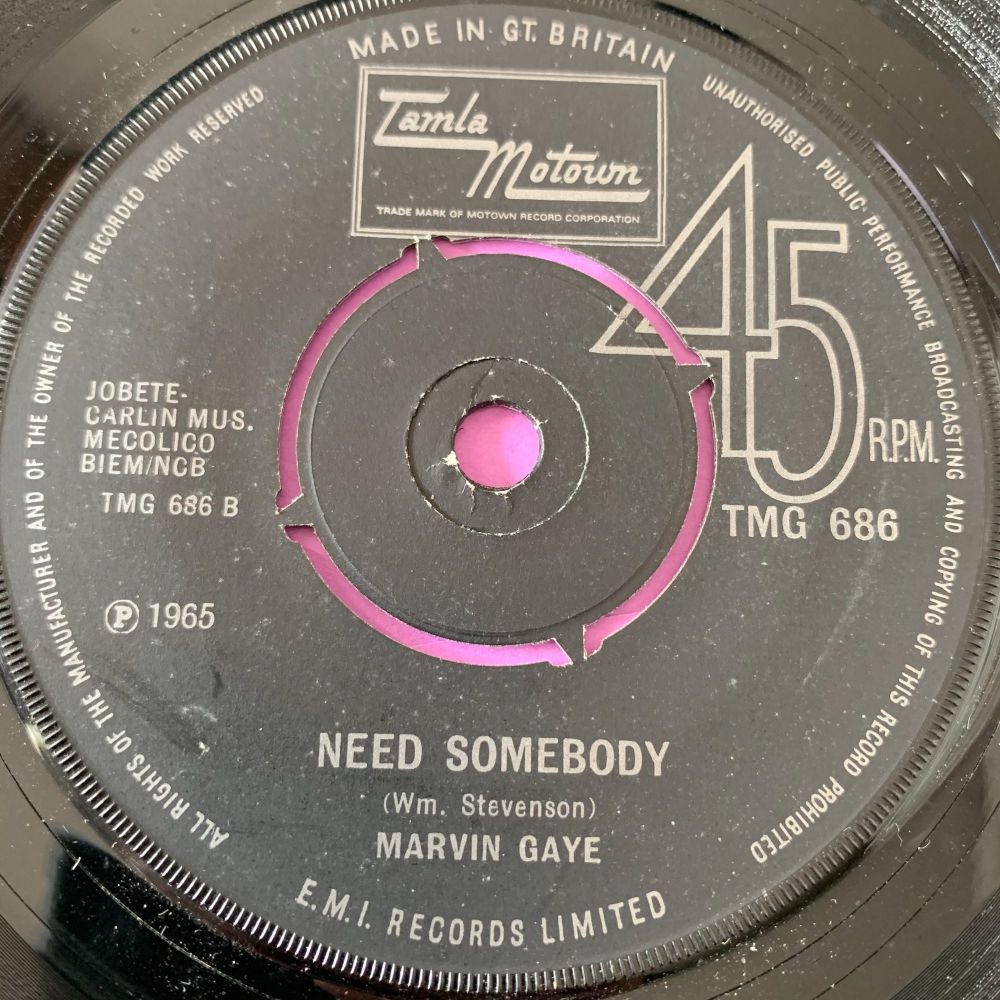 MADE IN GT. BRITAIN
Tamla
Motown
TRADE MARK OF MOTOWN RECORD CORPORATION
UNAUTHORISED PUBLIC PERFORMANCE BROADCASTING AND COPYING OF THIS RECORD PROHIBITED
ALL RIGHTS OF THE MANUFACTURER AND OF THE OWNER OF THE RECORDED WORK RESERVED
45
R.P.M.
JOBETE-
CARLIN MUS.
MECOLICO
BIEM/NCB
TMG 686 B
TMG 686
℗ 1965
NEED SOMEBODY
(Wm. Stevenson)
MARVIN GAYE
E.M.I. RECORDS LIMITED